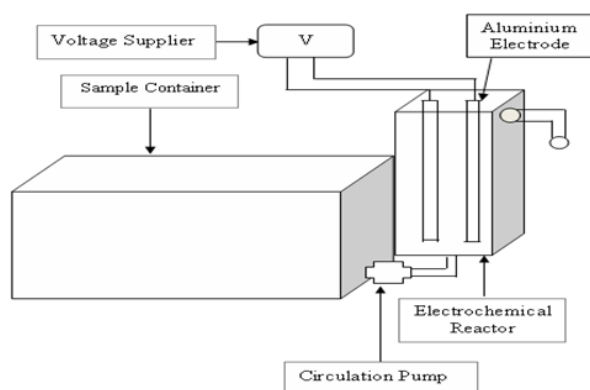 Voltage Supplier
V
Aluminium
Electrode
Sample Container
Electrochemical
Reactor
Circulation Pump